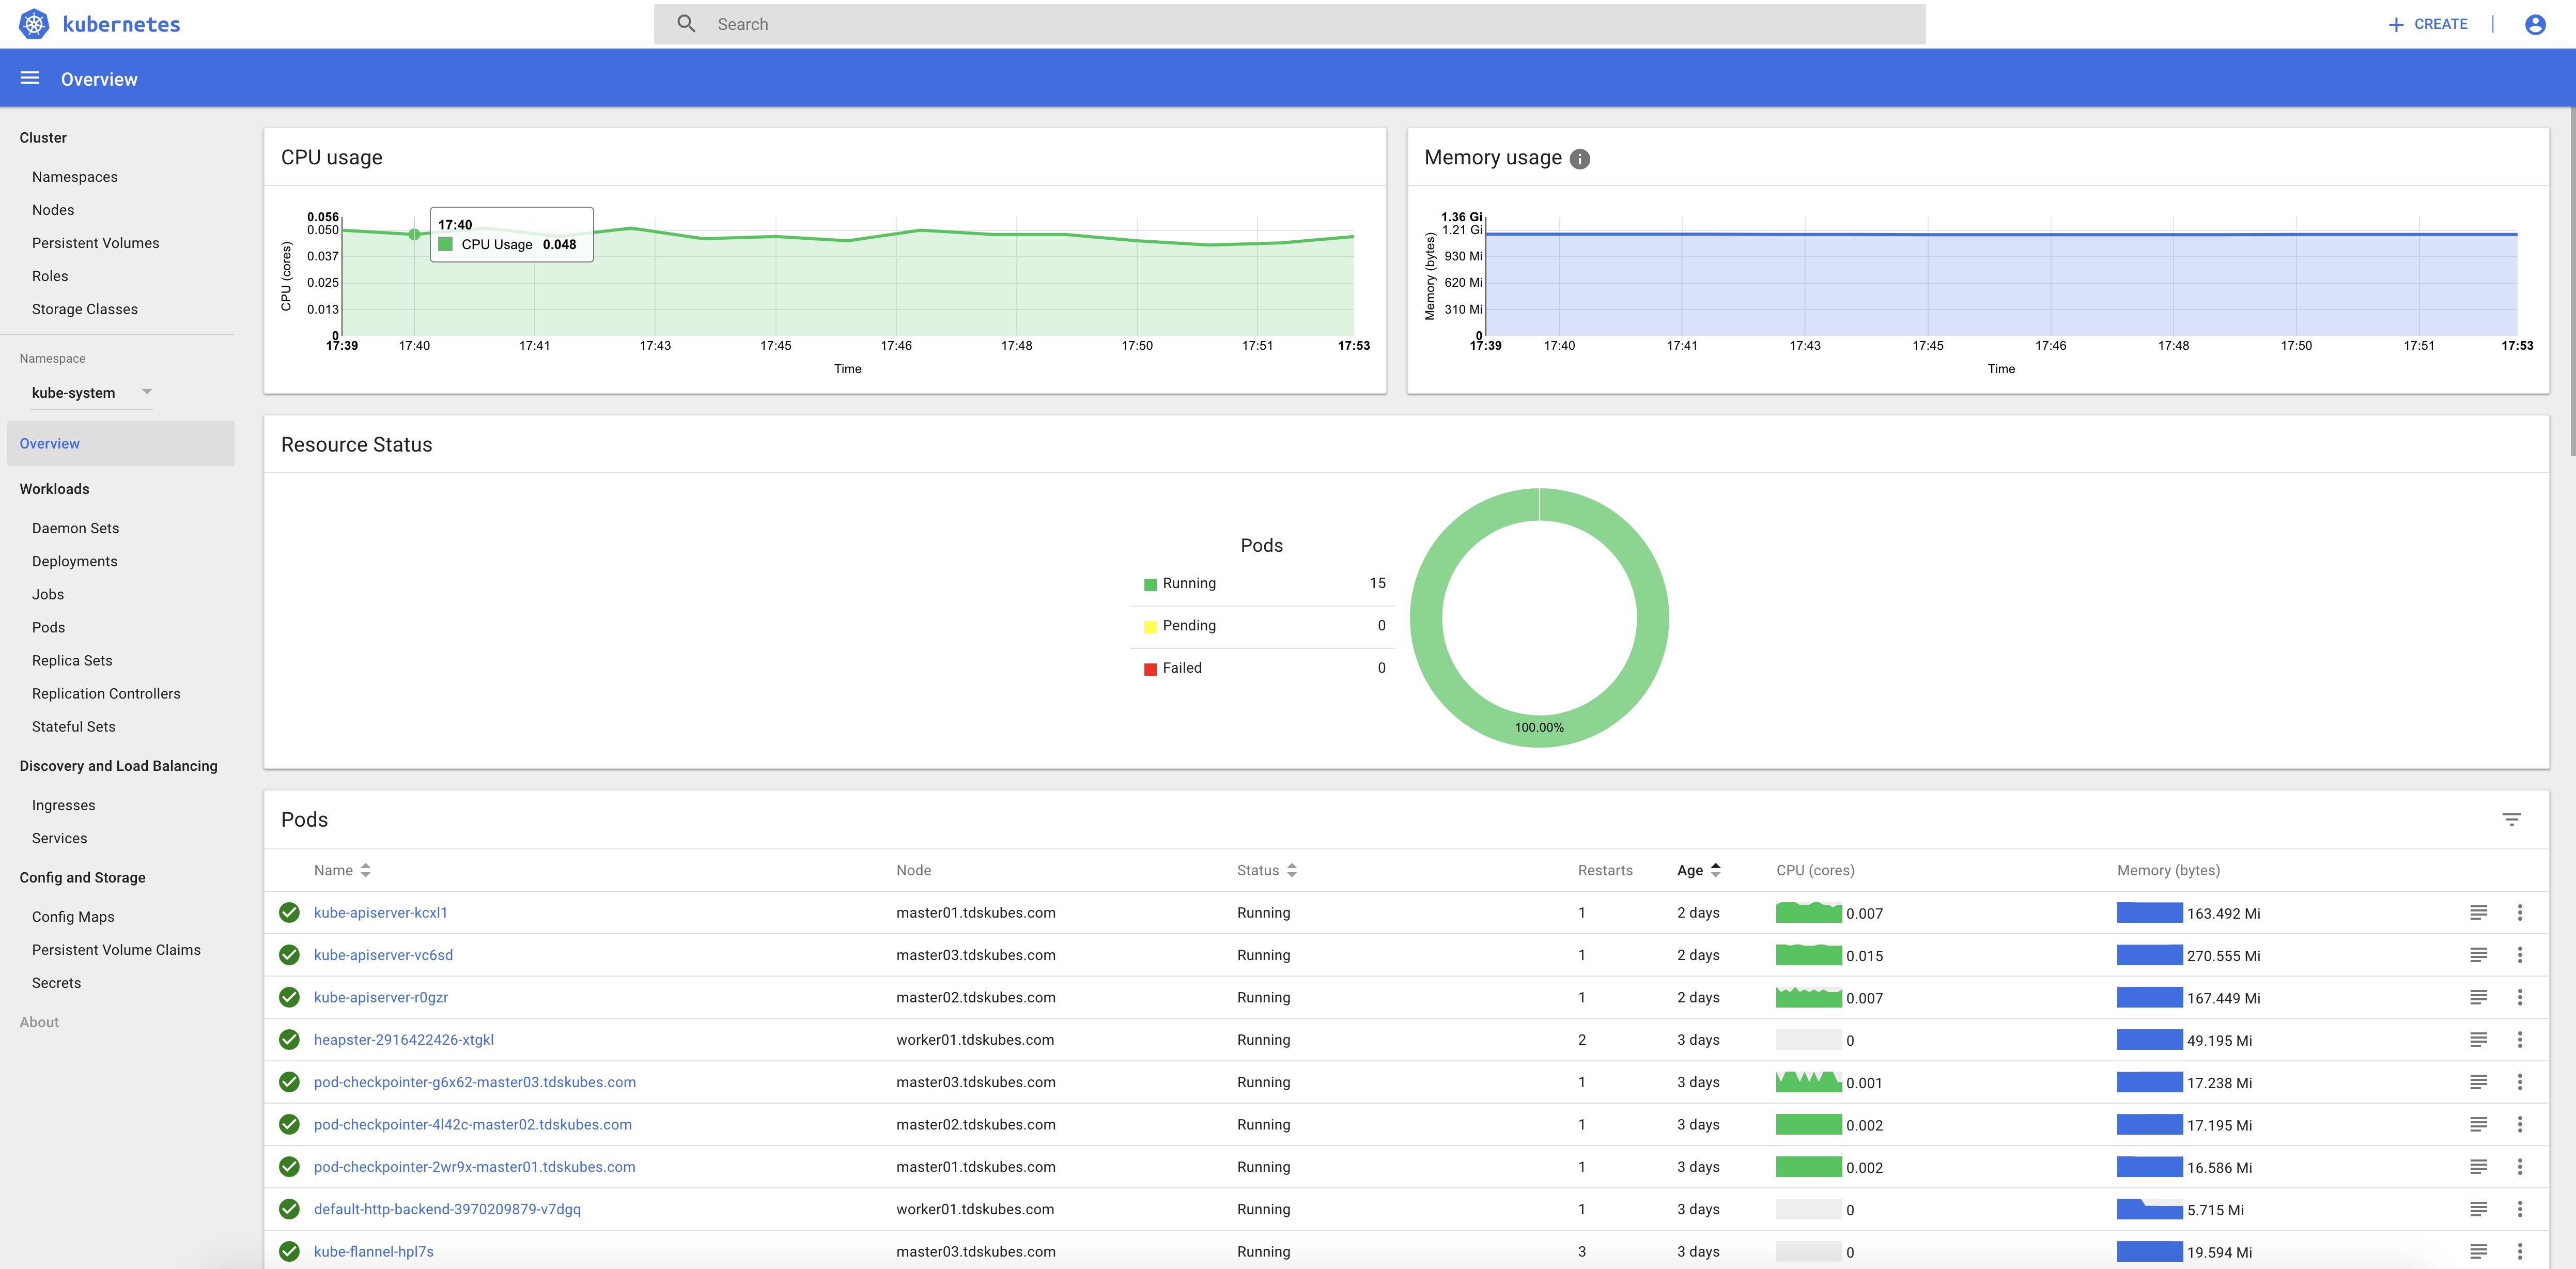 kubernetes
Search
CREATE
Overview
Cluster
Namespaces
Nodes
Persistent Volumes
Roles
Storage Classes
Namespace
kube-system
Overview
Workloads
Daemon Sets
Deployments
Jobs
Pods
Replica Sets
Replication Controllers
Stateful Sets
Discovery and Load Balancing
Ingresses
Services
Config and Storage
Config Maps
Persistent Volume Claims
Secrets
About
CPU usage
CPU (cores)
0.056
0.050
0.037
0.025
0.013
0
17:40
CPU Usage 0.048
17:39 17:40 17:41 17:43 17:45 17:46 17:48 17:50 17:51 17:53
Time
Memory usage
Memory (bytes)
1.36 Gi
1.21 Gi
930 Mi
620 Mi
310 Mi
0
17:39 17:40 17:41 17:43 17:45 17:46 17:48 17:50 17:51 17:53
Time
Resource Status
Pods
Running 15
Pending 0
Failed 0
100.00%
Pods
Name Node Status Restarts Age CPU (cores) Memory (bytes)
kube-apiserver-kcxl1 master01.tdskubes.com Running 1 2 days 0.007 163.492 Mi
kube-apiserver-vc6sd master03.tdskubes.com Running 1 2 days 0.015 270.555 Mi
kube-apiserver-r0gzr master02.tdskubes.com Running 1 2 days 0.007 167.449 Mi
heapster-2916422426-xtgkl worker01.tdskubes.com Running 2 3 days 0 49.195 Mi
pod-checkpointer-g6x62-master03.tdskubes.com master03.tdskubes.com Running 1 3 days 0.001 17.238 Mi
pod-checkpointer-4l42c-master02.tdskubes.com master02.tdskubes.com Running 1 3 days 0.002 17.195 Mi
pod-checkpointer-2wr9x-master01.tdskubes.com master01.tdskubes.com Running 1 3 days 0.002 16.586 Mi
default-http-backend-3970209879-v7dgq worker01.tdskubes.com Running 1 3 days 0 5.715 Mi
kube-flannel-hpl7s master03.tdskubes.com Running 3 3 days 0 19.594 Mi